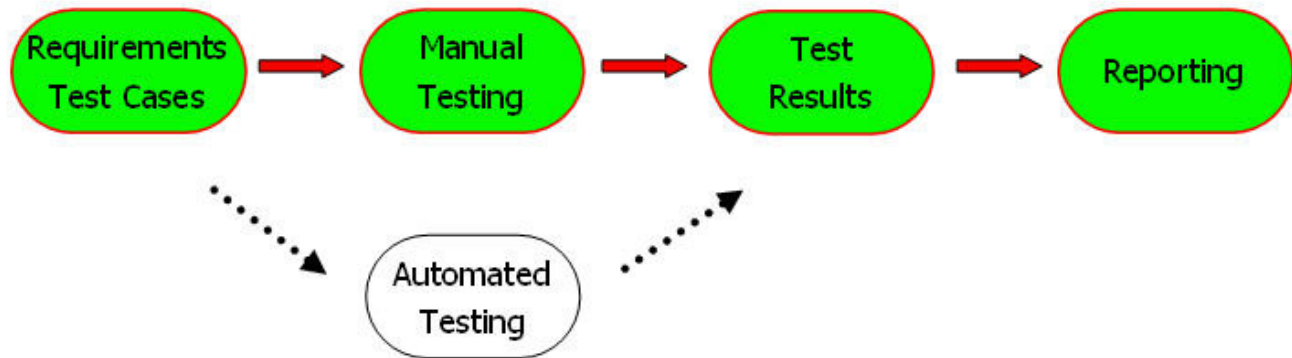 Requirements
Test Cases
Manual
Testing
Test
Results
Reporting
Automated
Testing